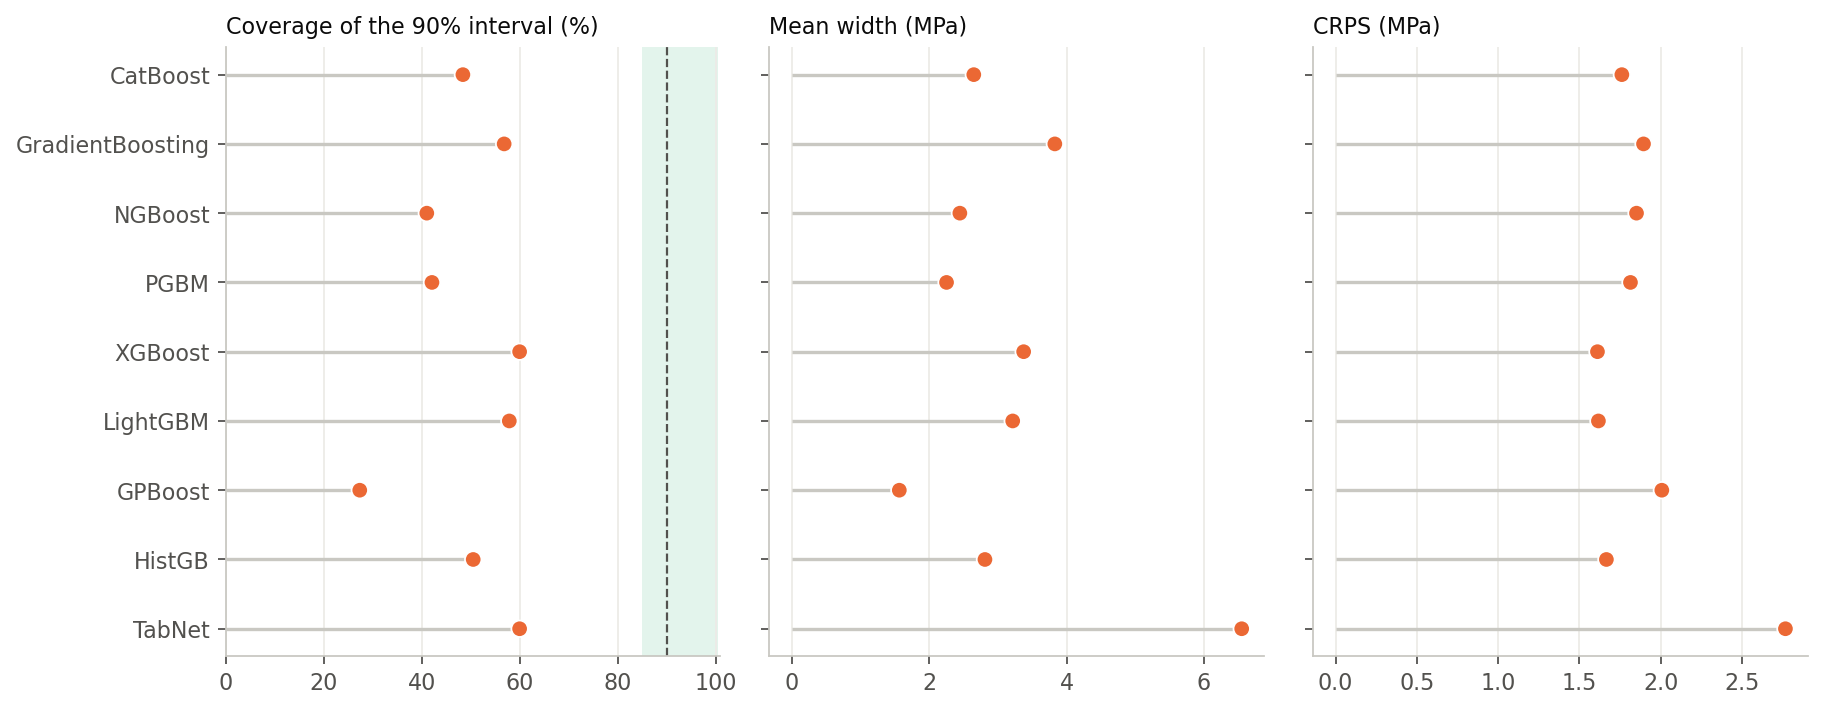 Coverage of the 90% interval (%)
Mean width (MPa)
CRPS (MPa)
CatBoost
GradientBoosting
NGBoost
PGBM
XGBoost
LightGBM
GPBoost
HistGB
TabNet
0 20 40 60 80 100
0 2 4 6
0.0 0.5 1.0 1.5 2.0 2.5